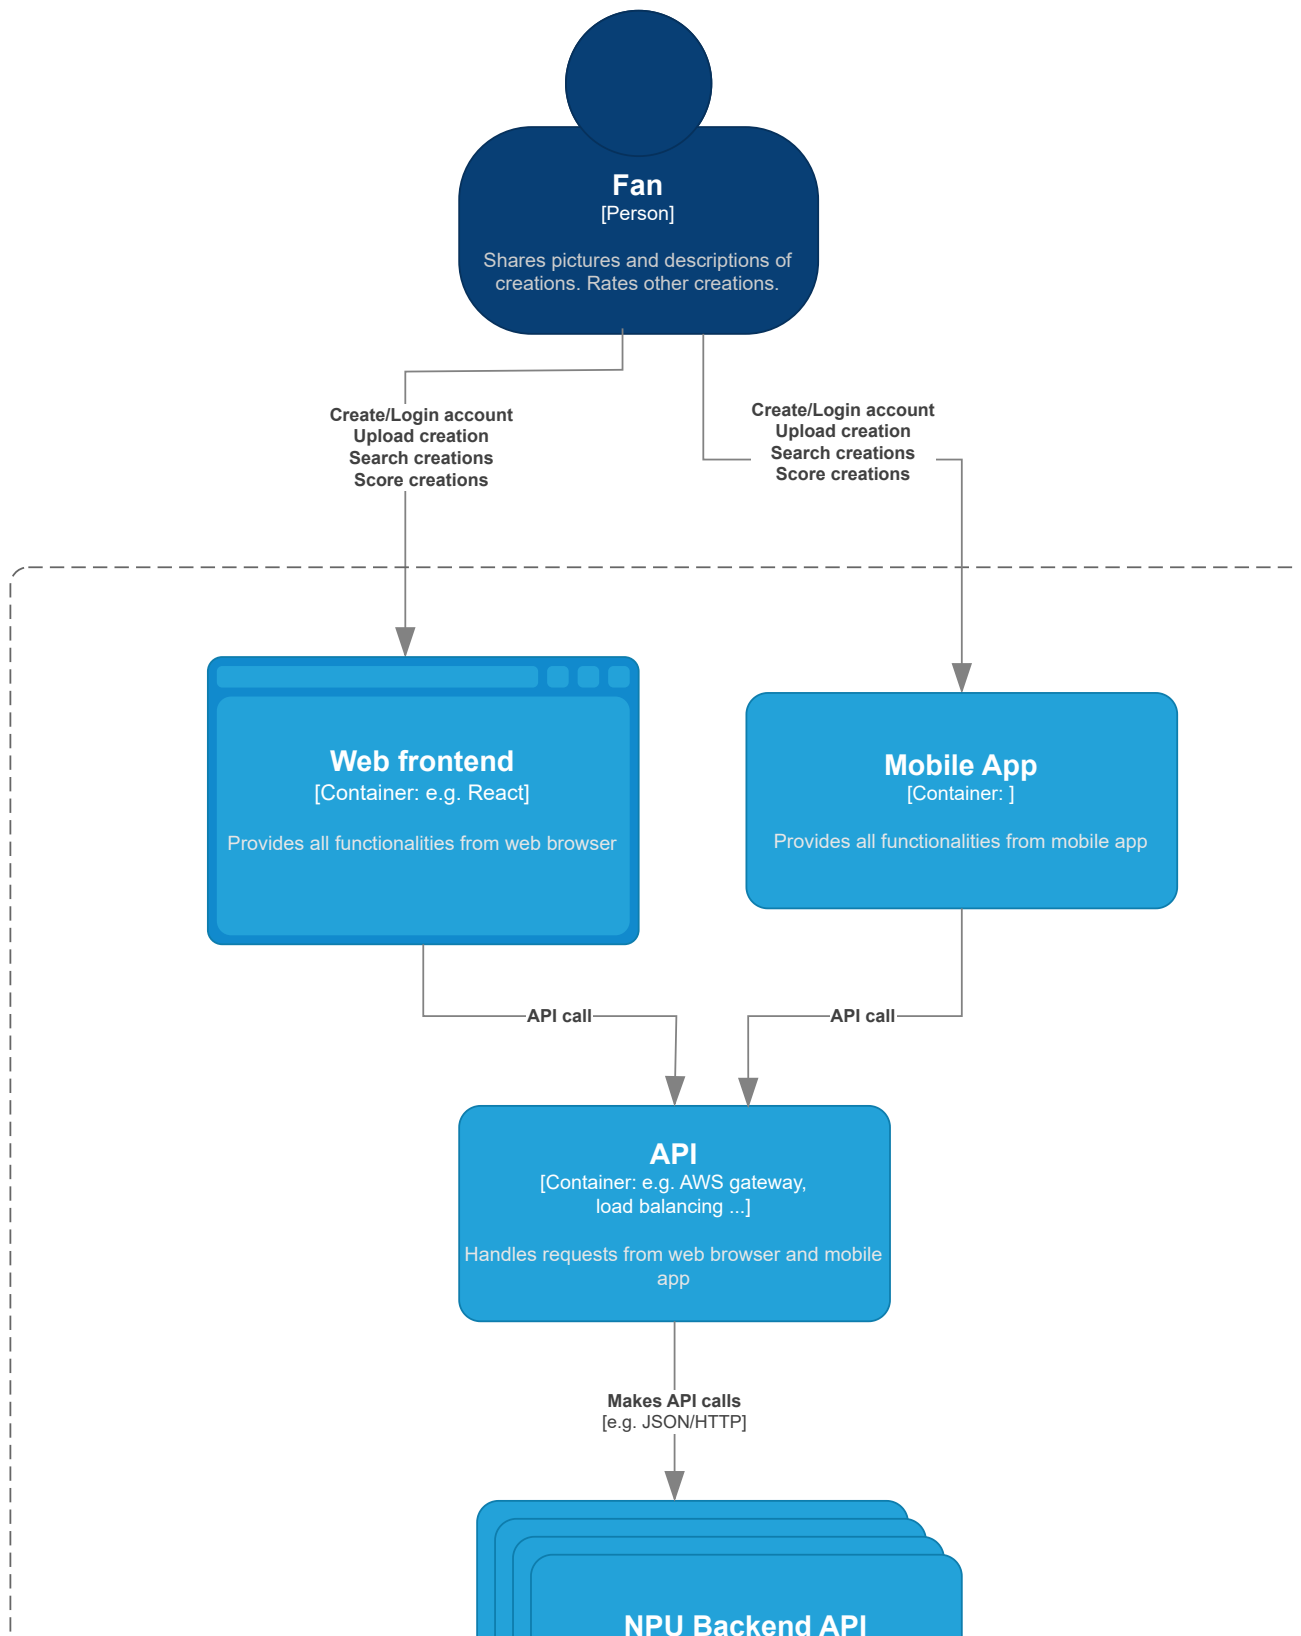 Fan
[Person]
Shares pictures and descriptions of
creations. Rates other creations.
Create/Login account
Upload creation
Search creations
Score creations
Create/Login account
Upload creation
Search creations
Score creations
Web frontend
[Container: e.g. React]
Provides all functionalities from web browser
Mobile App
[Container: ]
Provides all functionalities from mobile app
API call
API call
API
[Container: e.g. AWS gateway,
load balancing ...]
Handles requests from web browser and mobile
app
Makes API calls
[e.g. JSON/HTTP]
NPU Backend API